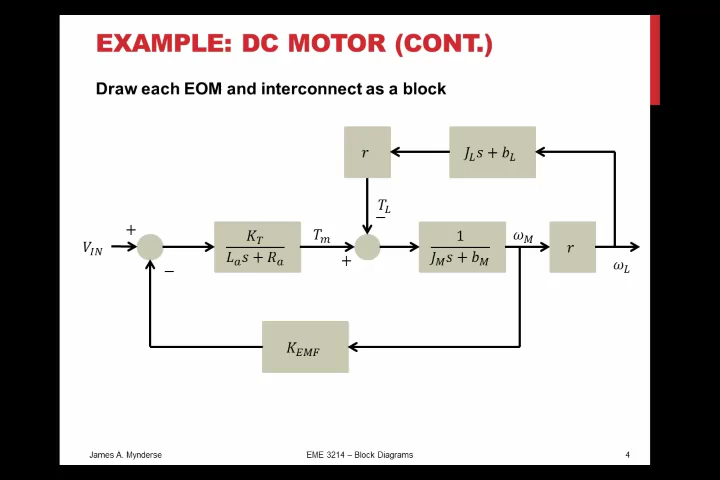 EXAMPLE: DC MOTOR (CONT.)
Draw each EOM and interconnect as a block
r
J_L s + b_L
T_L
−
+
V_IN
−
K_T
L_a s + R_a
T_m
+
1
J_M s + b_M
ω_M
r
ω_L
K_EMF
James A. Mynderse
EME 3214 – Block Diagrams
4